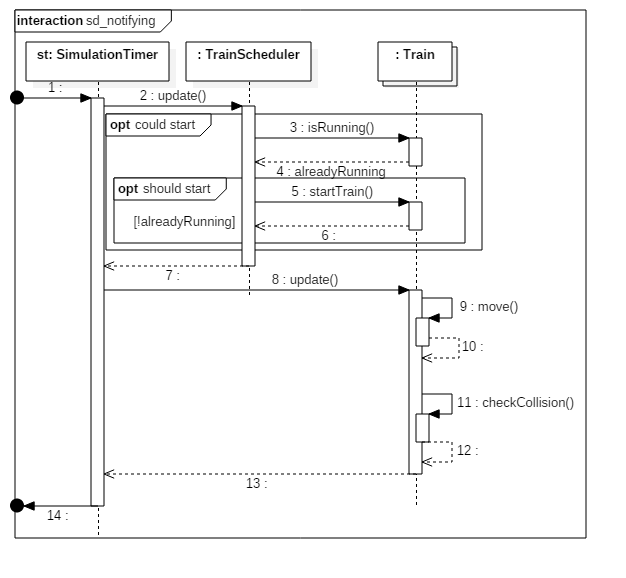 interaction sd_notifying
st: SimulationTimer
: TrainScheduler
: Train
1 :
2 : update()
opt could start
3 : isRunning()
4 : alreadyRunning
opt should start
5 : startTrain()
[!alreadyRunning]
6 :
7 :
8 : update()
9 : move()
10 :
11 : checkCollision()
12 :
13 :
14 :